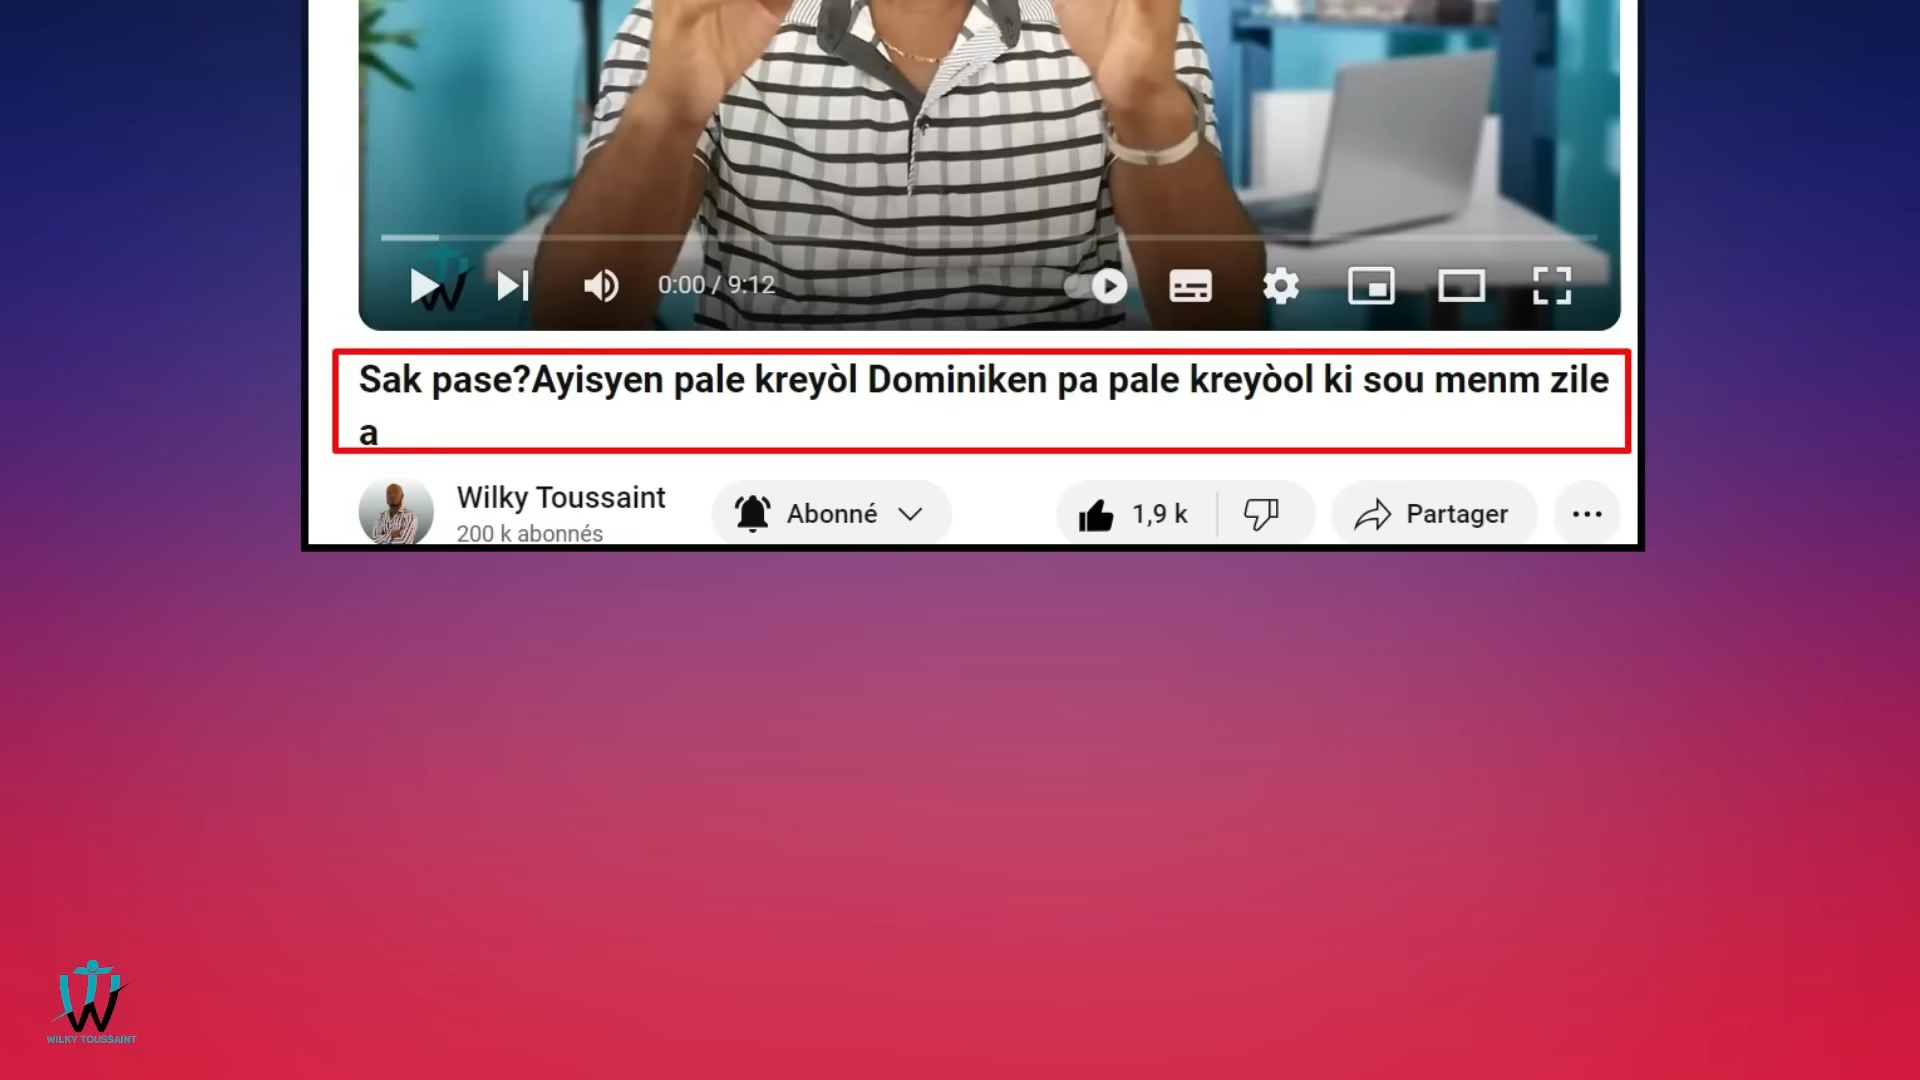 0:00 / 9:12
Sak pase?Ayisyen pale kreyòl Dominiken pa pale kreyòol ki sou menm zile
a
Wilky Toussaint
200 k abonnés
Abonné
1,9 k
Partager
WILKY TOUSSAINT